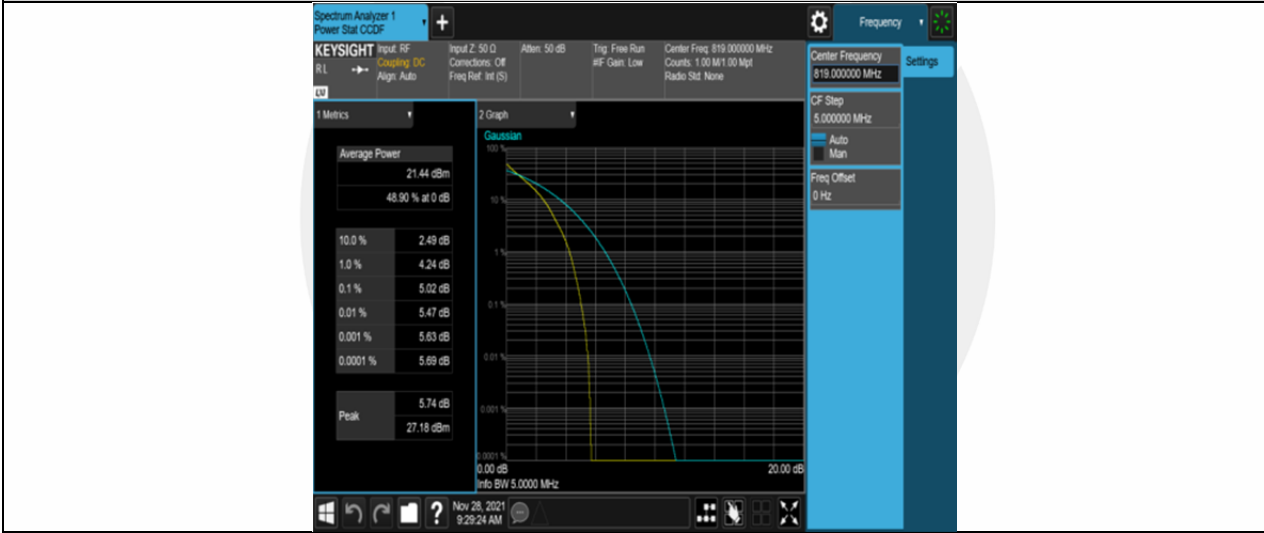 Spectrum Analyzer 1
Power Stat CCDF
Frequency
KEYSIGHT
Input: RF
Coupling: DC
Align: Auto
RL
Input Z: 50 Ω
Corrections: Off
Freq Ref: Int (S)
Atten: 50 dB
Trig: Free Run
#IF Gain: Low
Center Freq: 819.000000 MHz
Counts: 1.00 M/1.00 Mpt
Radio Std: None
Center Frequency
819.000000 MHz
Settings
CF Step
5.000000 MHz
Auto
Man
Freq Offset
0 Hz
1 Metrics
Average Power
21.44 dBm
48.90 % at 0 dB
10.0 % 2.49 dB
1.0 % 4.24 dB
0.1 % 5.02 dB
0.01 % 5.47 dB
0.001 % 5.63 dB
0.0001 % 5.69 dB
Peak
5.74 dB
27.18 dBm
2 Graph
Gaussian
100 %
10 %
1 %
0.1 %
0.01 %
0.001 %
0.0001 %
0.00 dB
20.00 dB
Info BW 5.0000 MHz
?
Nov 28, 2021
9:29:24 AM